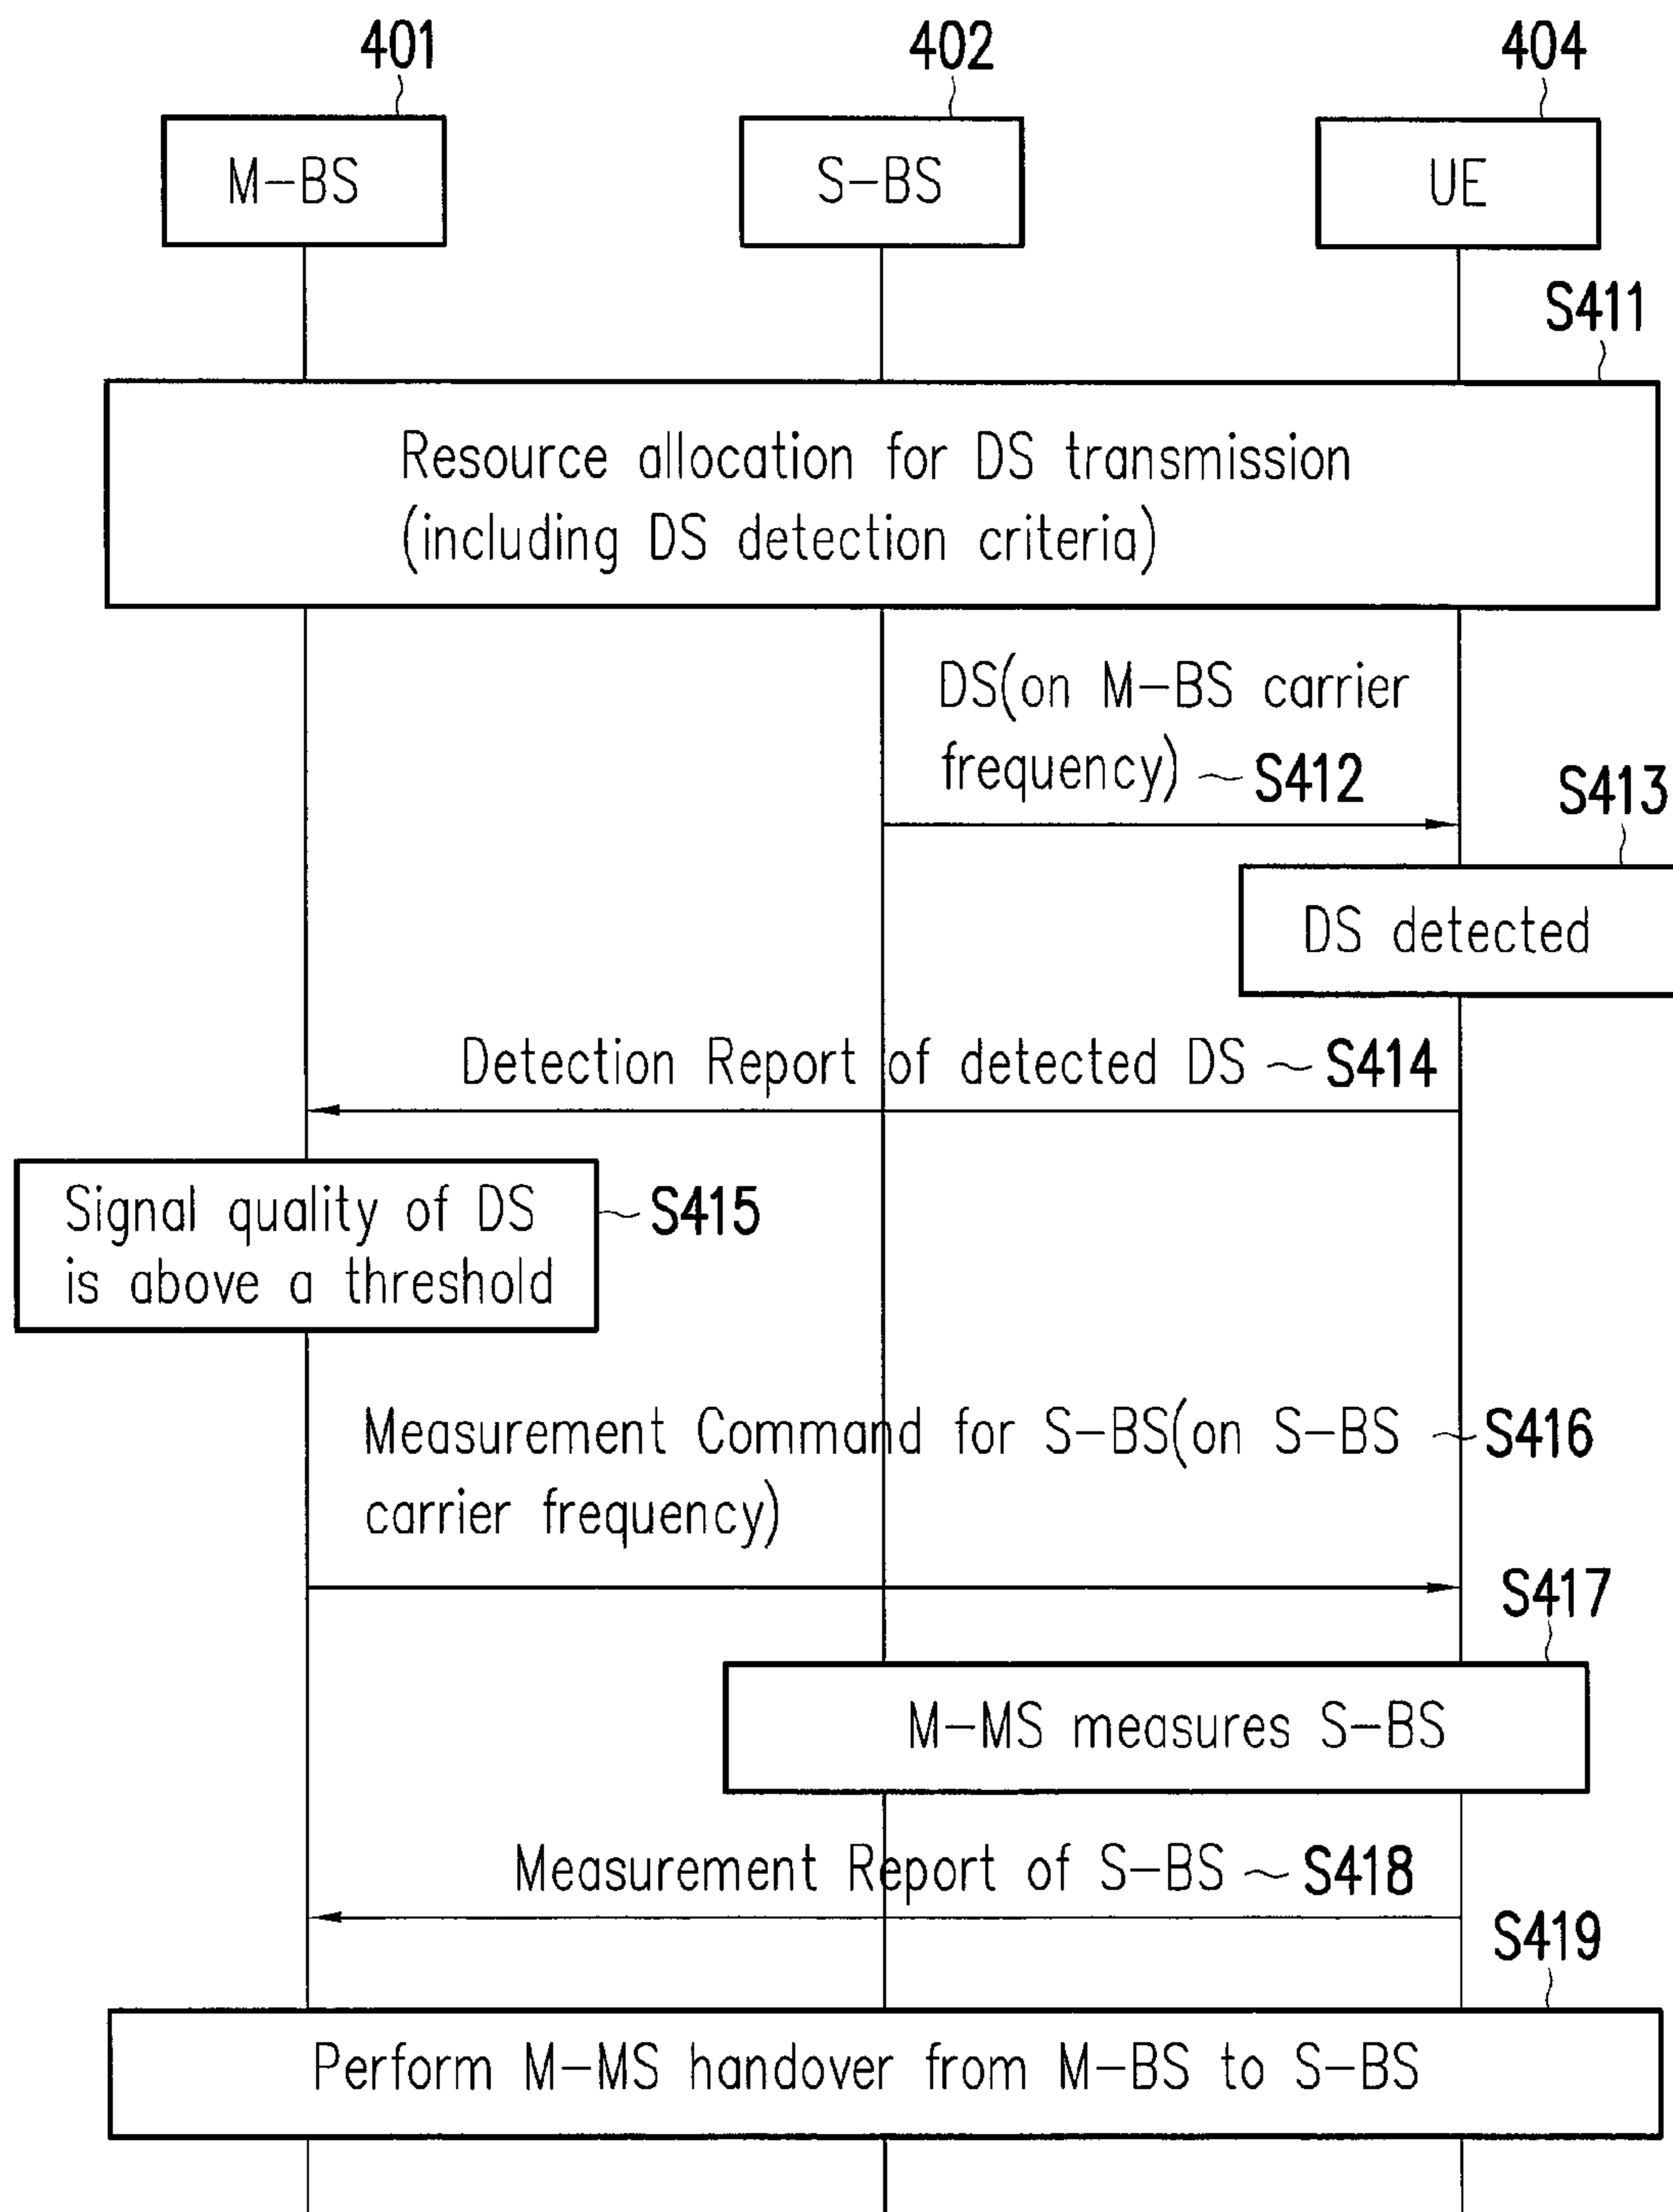 401
402
404
M-BS
S-BS
UE
S411
Resource allocation for DS transmission
(including DS detection criteria)
DS(on M-BS carrier
frequency) ~ S412
S413
DS detected
Detection Report of detected DS ~ S414
Signal quality of DS
is above a threshold
~ S415
Measurement Command for S-BS(on S-BS ~ S416
carrier frequency)
S417
M-MS measures S-BS
Measurement Report of S-BS ~ S418
S419
Perform M-MS handover from M-BS to S-BS